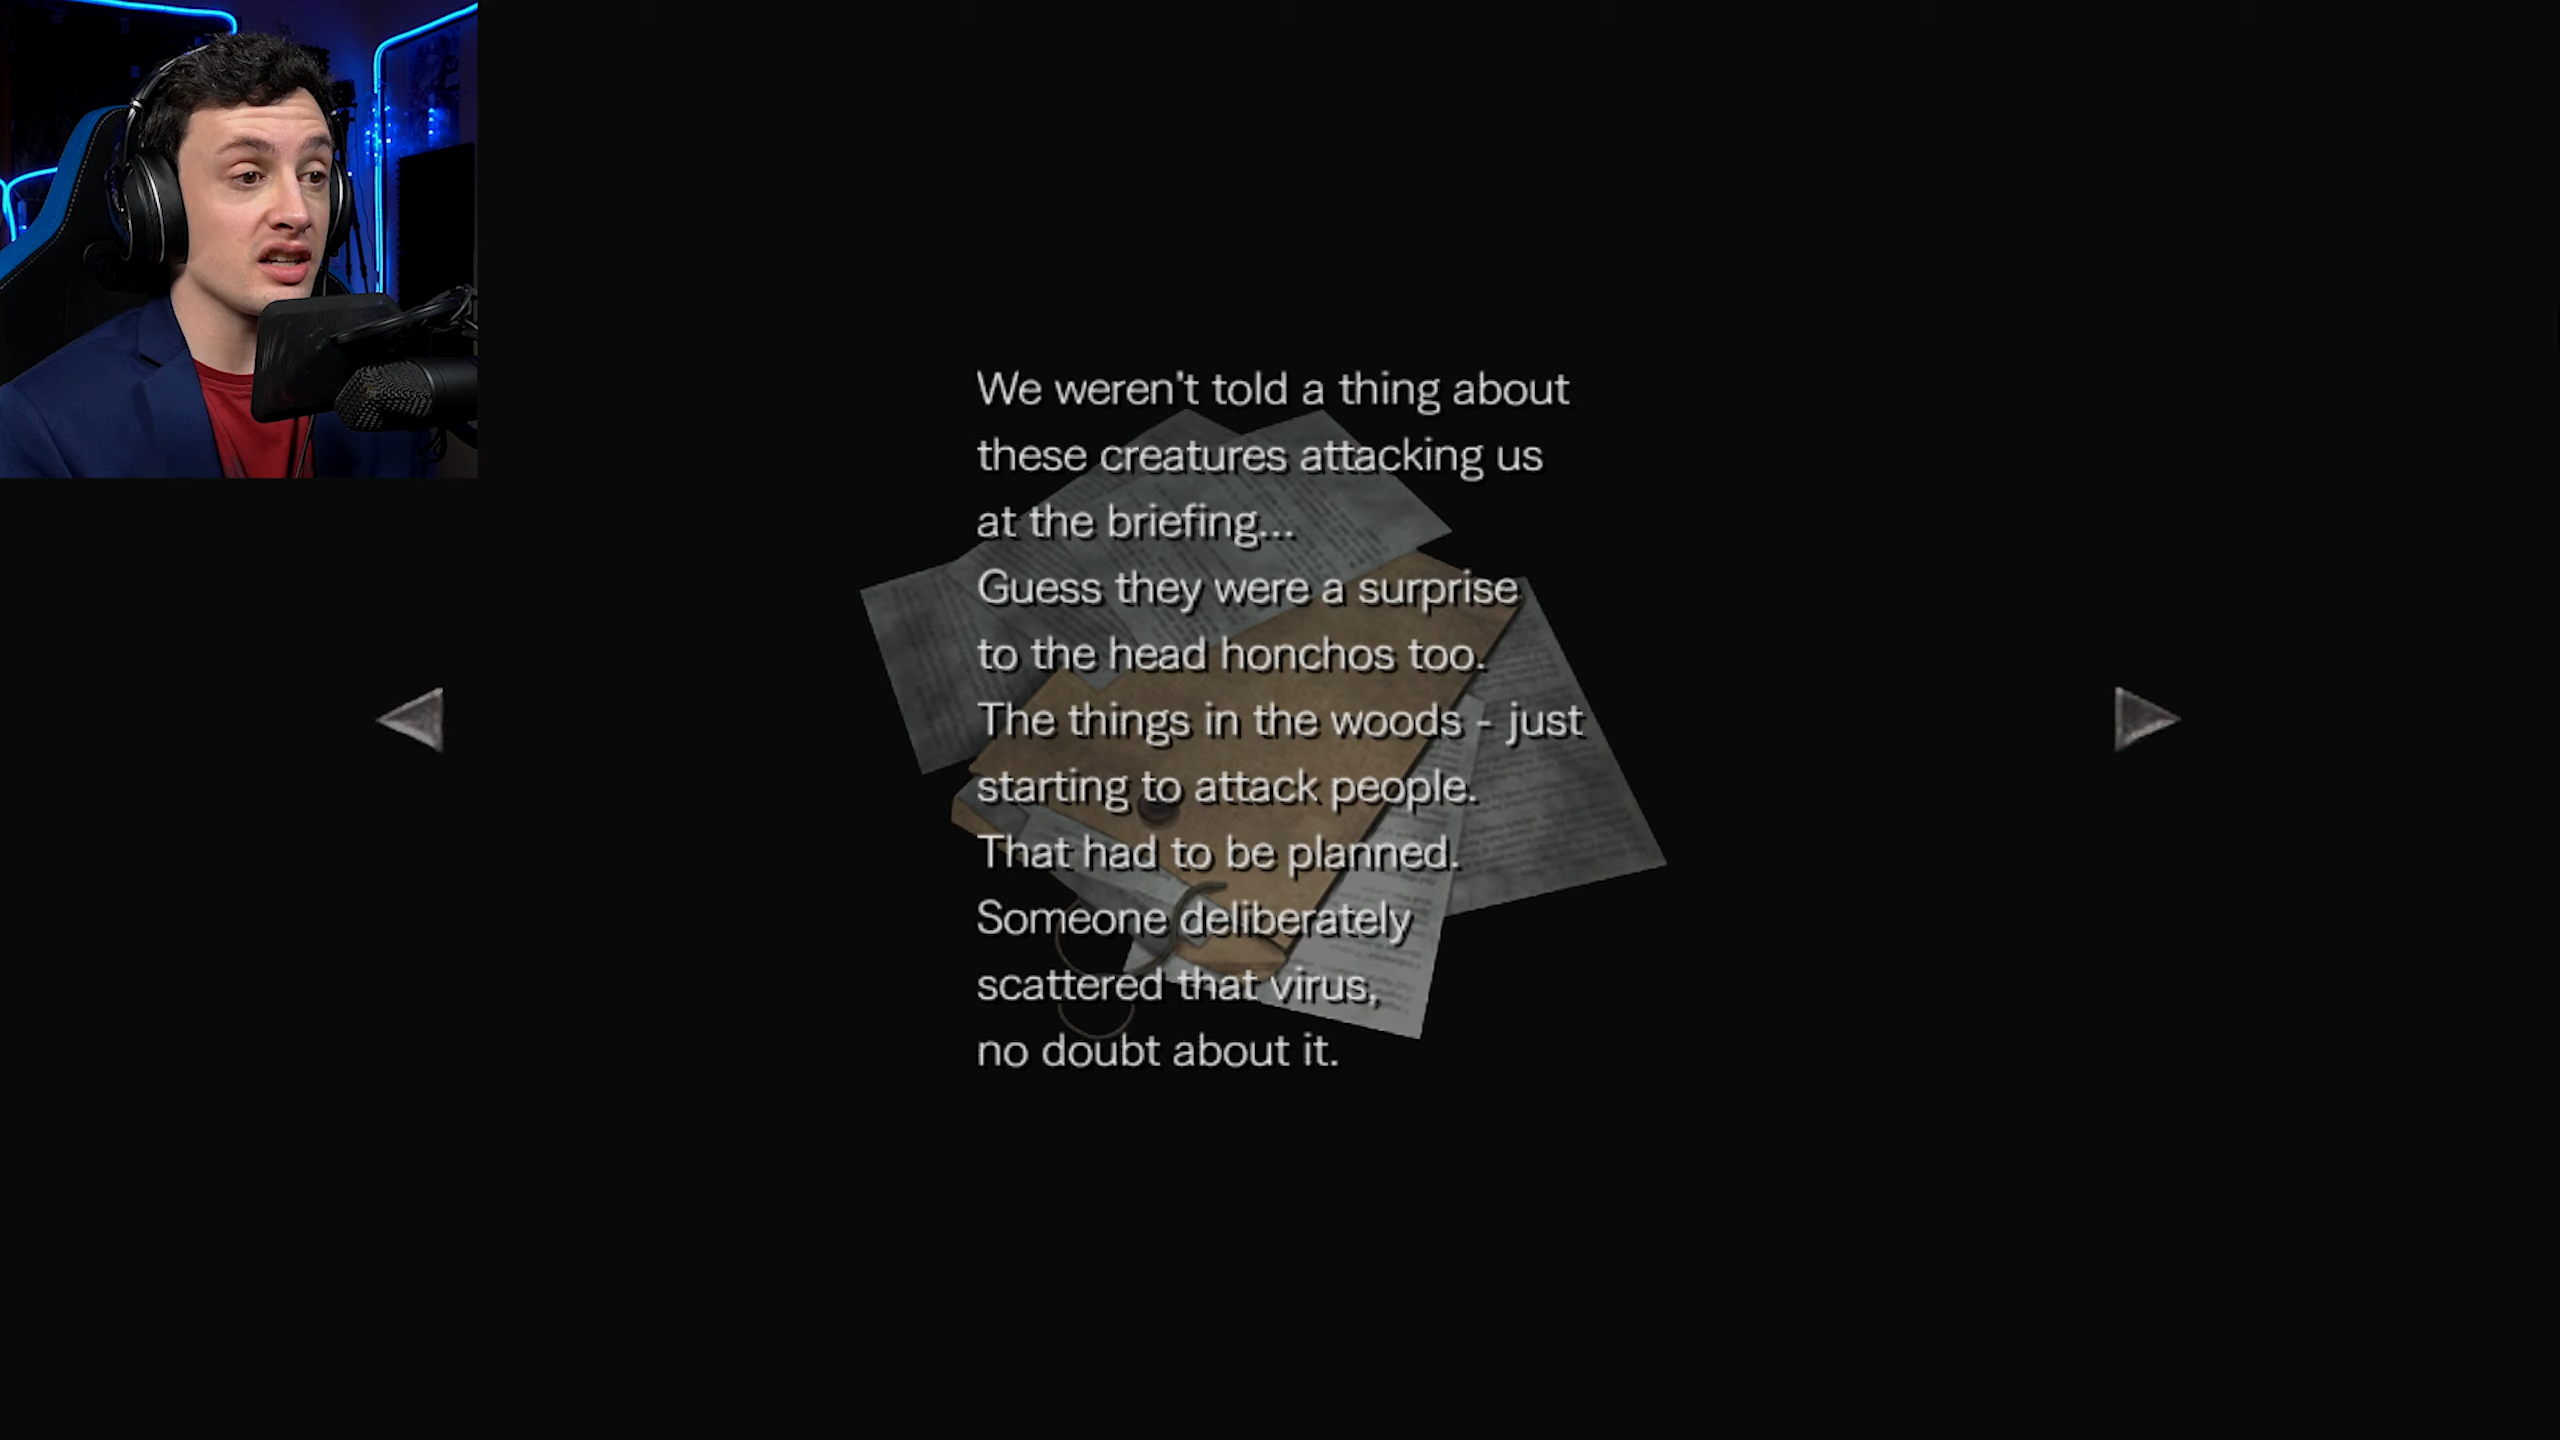 We weren't told a thing about
these creatures attacking us
at the briefing...
Guess they were a surprise
to the head honchos too.
The things in the woods - just
starting to attack people.
That had to be planned.
Someone deliberately
scattered that virus,
no doubt about it.